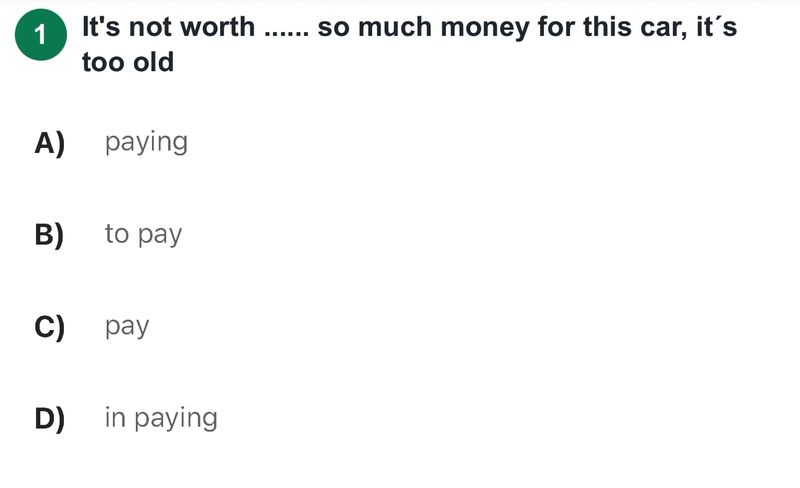 1 It's not worth ...... so much money for this car, it´s
too old
A) paying
B) to pay
C) pay
D) in paying